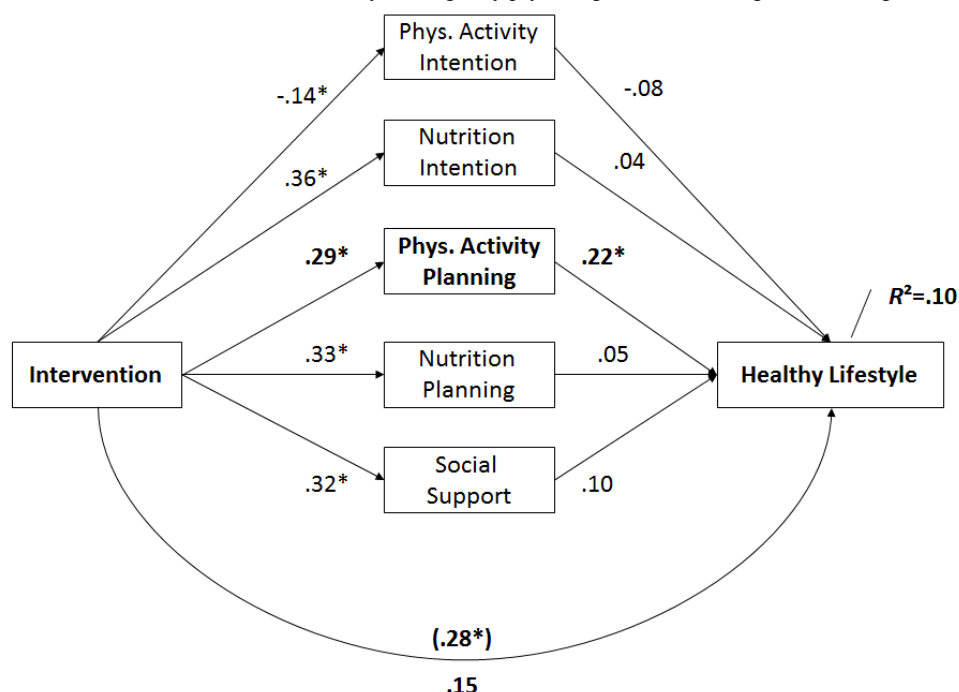 Phys. Activity
Intention
-.14*
-.08
Nutrition
Intention
.36*
.04
Phys. Activity
Planning
.29*
.22*
R²=.10
Intervention
.33*
Nutrition
Planning
.05
Healthy Lifestyle
Social
Support
.32*
.10
(.28*)
.15